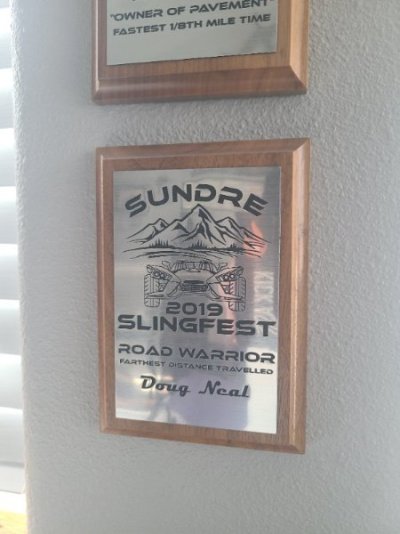 "OWNER OF PAVEMENT"
FASTEST 1/8TH MILE TIME
SUNDRE
2019
SLINGFEST
ROAD WARRIOR
FARTHEST DISTANCE TRAVELLED
Doug Neal